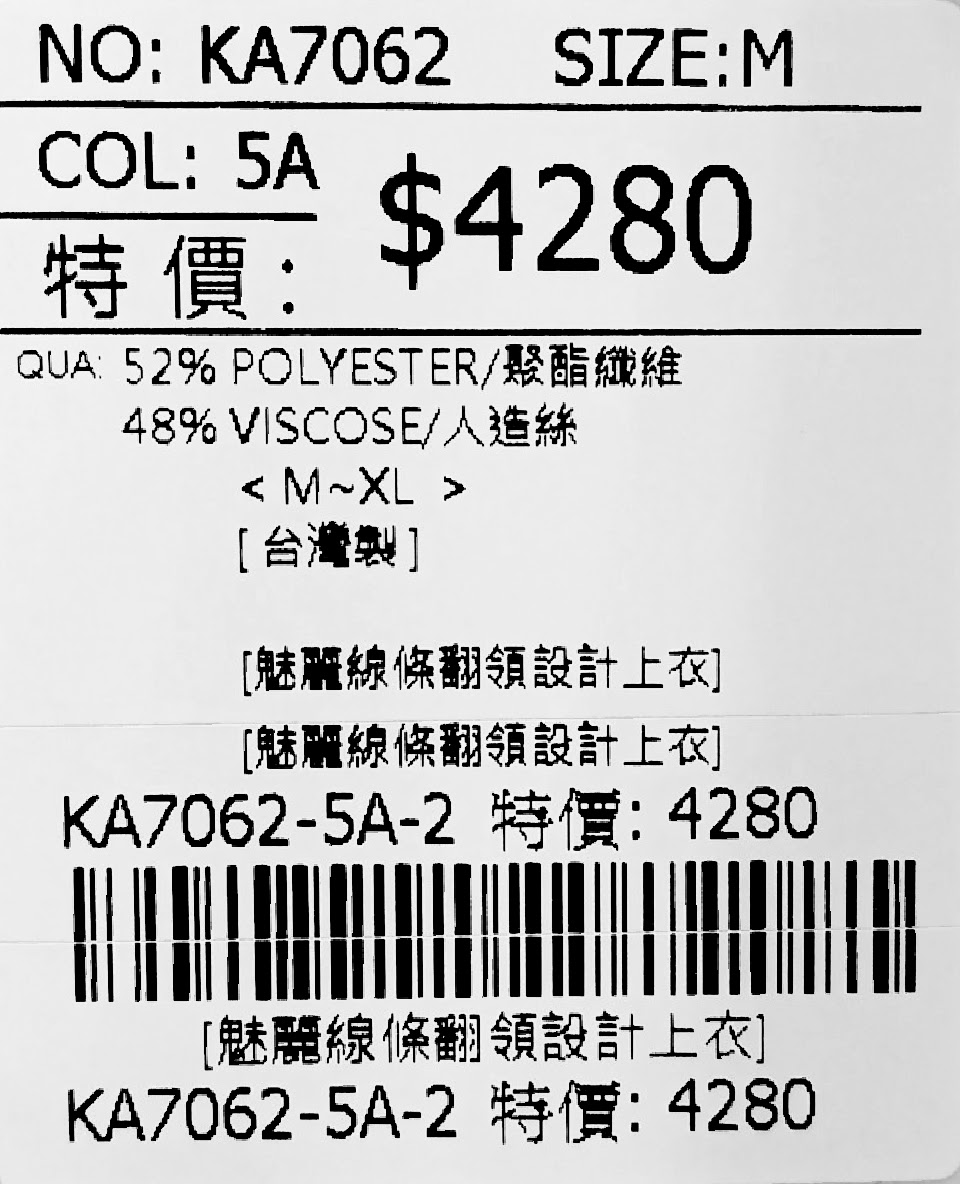 NO: KA7062 SIZE:M
COL: 5A
$4280
特價:
QUA: 52% POLYESTER/聚酯纖維
48% VISCOSE/人造絲
< M~XL >
[ 台灣製 ]
[魅麗線條翻領設計上衣]
[魅麗線條翻領設計上衣]
KA7062-5A-2 特價: 4280
[魅麗線條翻領設計上衣]
KA7062-5A-2 特價: 4280